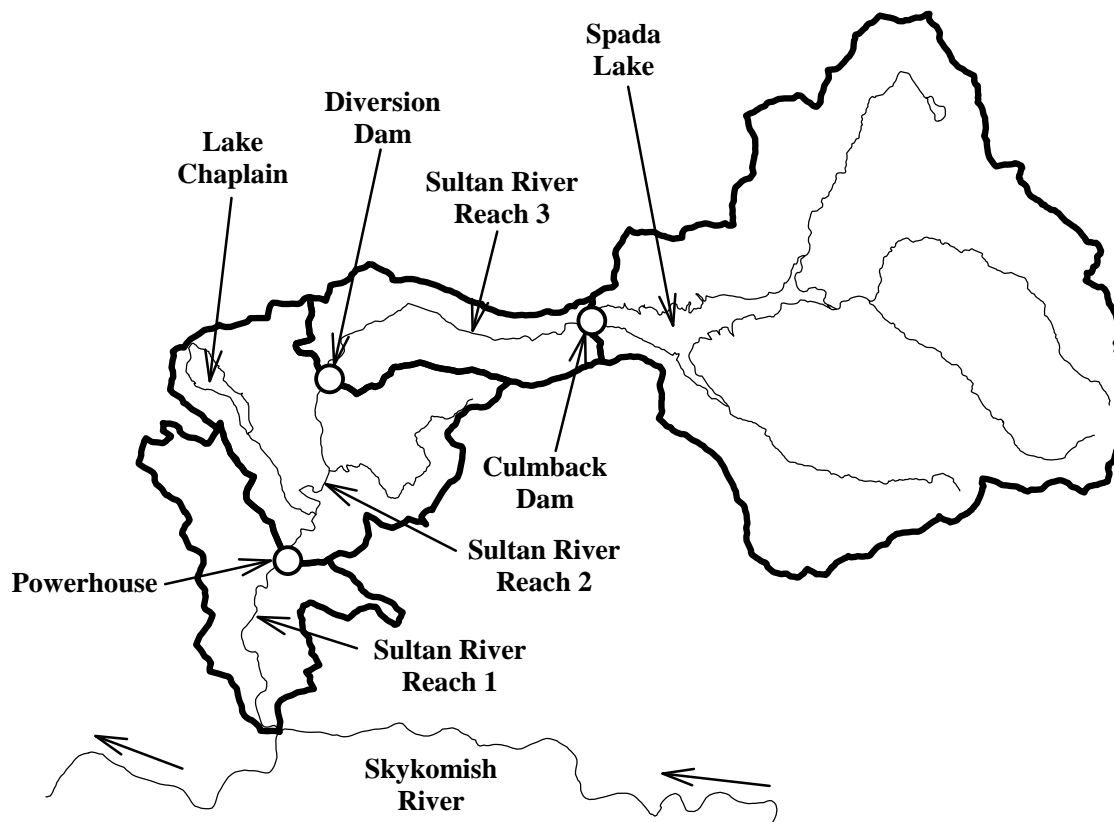 Spada
Lake
Diversion
Dam
Lake
Chaplain
Sultan River
Reach 3
Culmback
Dam
Sultan River
Reach 2
Powerhouse
Sultan River
Reach 1
Skykomish
River